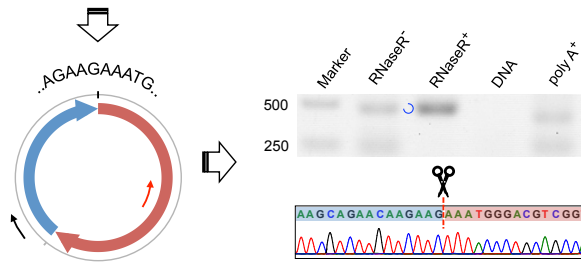 ..AGAAGAAATG..
Marker
RNaseR⁻
RNaseR⁺
DNA
poly A⁺
500
250
AAGCAGAACAAGAAGAAATGGGACGTCGG